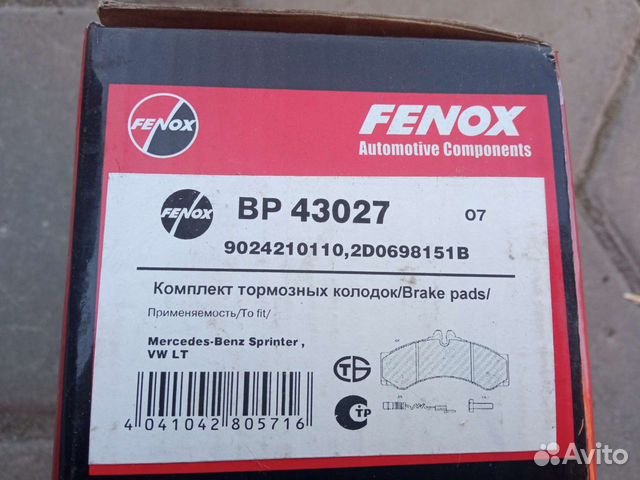 FENOX
FENOX
Automotive Components
FENOX
BP 43027
07
9024210110,2D0698151B
Комплект тормозных колодок/Brake pads/
Применяемость/To fit/
Mercedes-Benz Sprinter ,
VW LT
TP
4 041042 805716
Avito